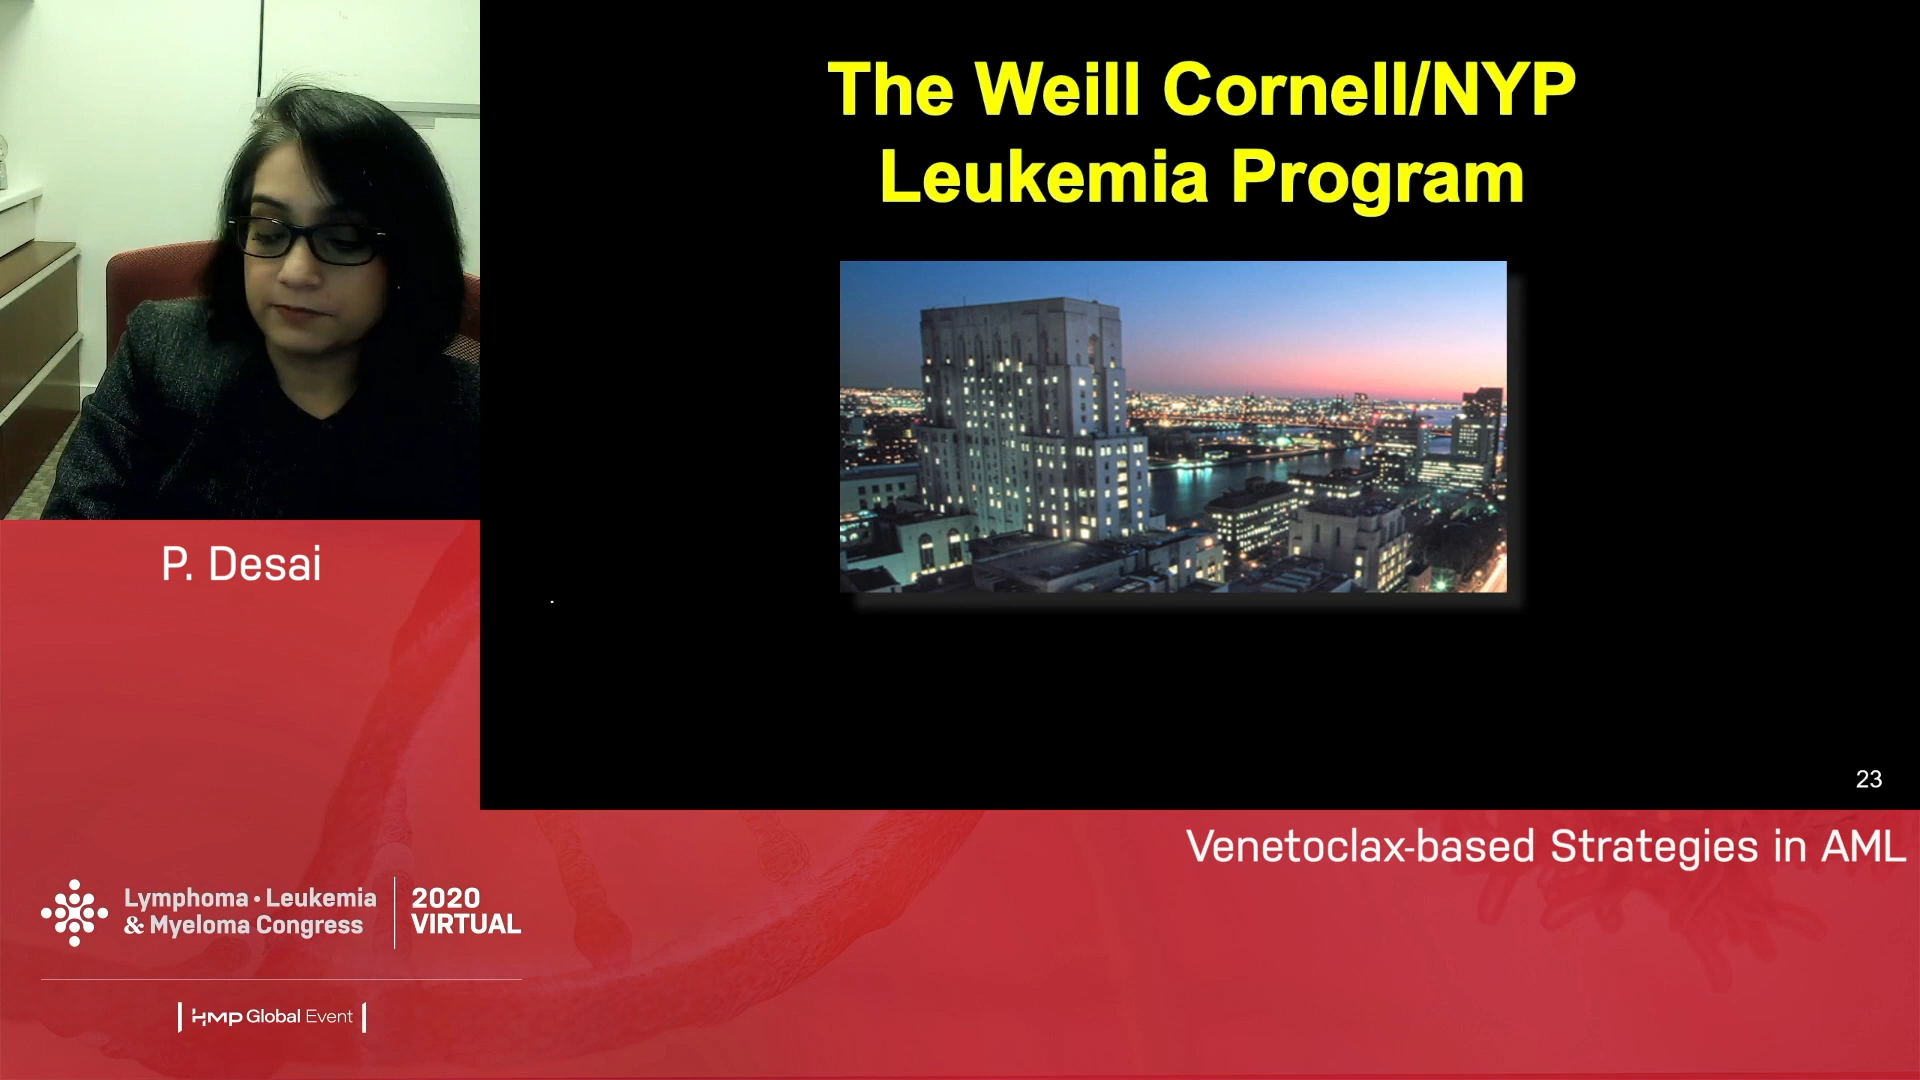 The Weill Cornell/NYP
Leukemia Program
P. Desai
23
Venetoclax-based Strategies in AML
Lymphoma • Leukemia
& Myeloma Congress
2020
VIRTUAL
HMP Global Event